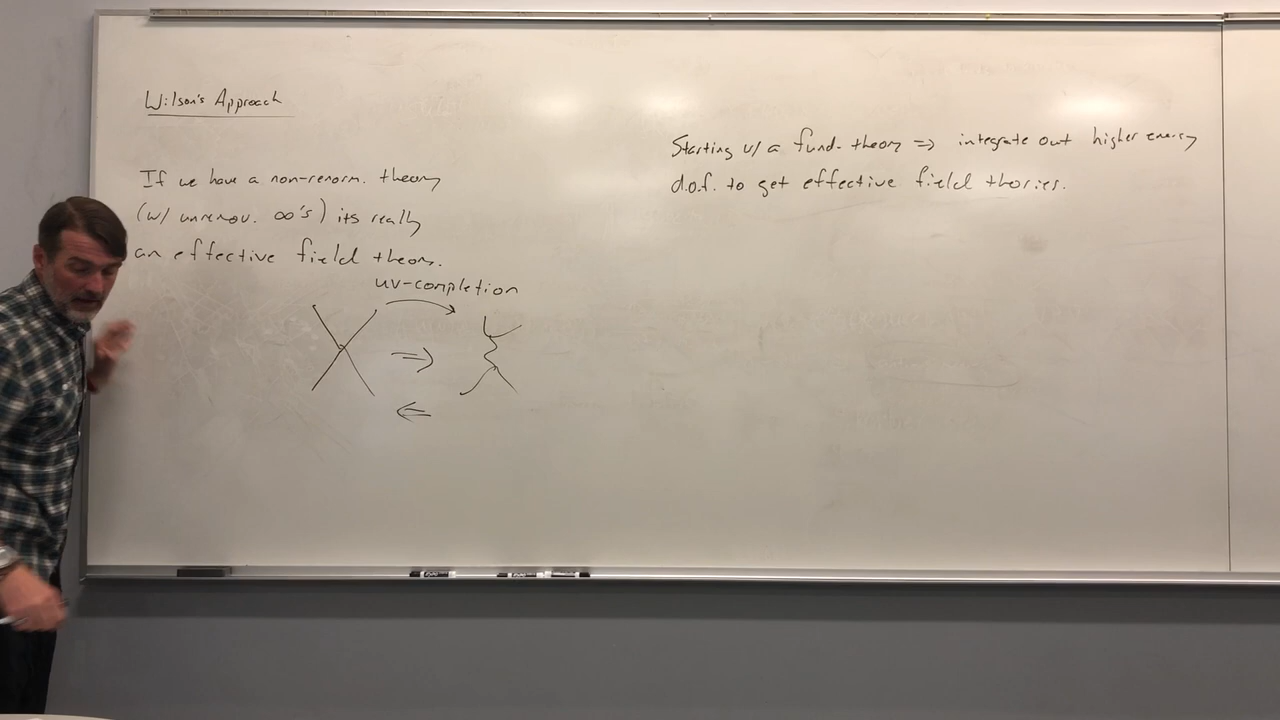 Wilson's Approach
If we have a non-renorm. theory
(w/ unremov. ∞'s) its really
an effective field theory.
uv-completion
⇒
⇐
Starting w/ a fund. theory ⇒ integrate out higher energy
d.o.f. to get effective field theories.